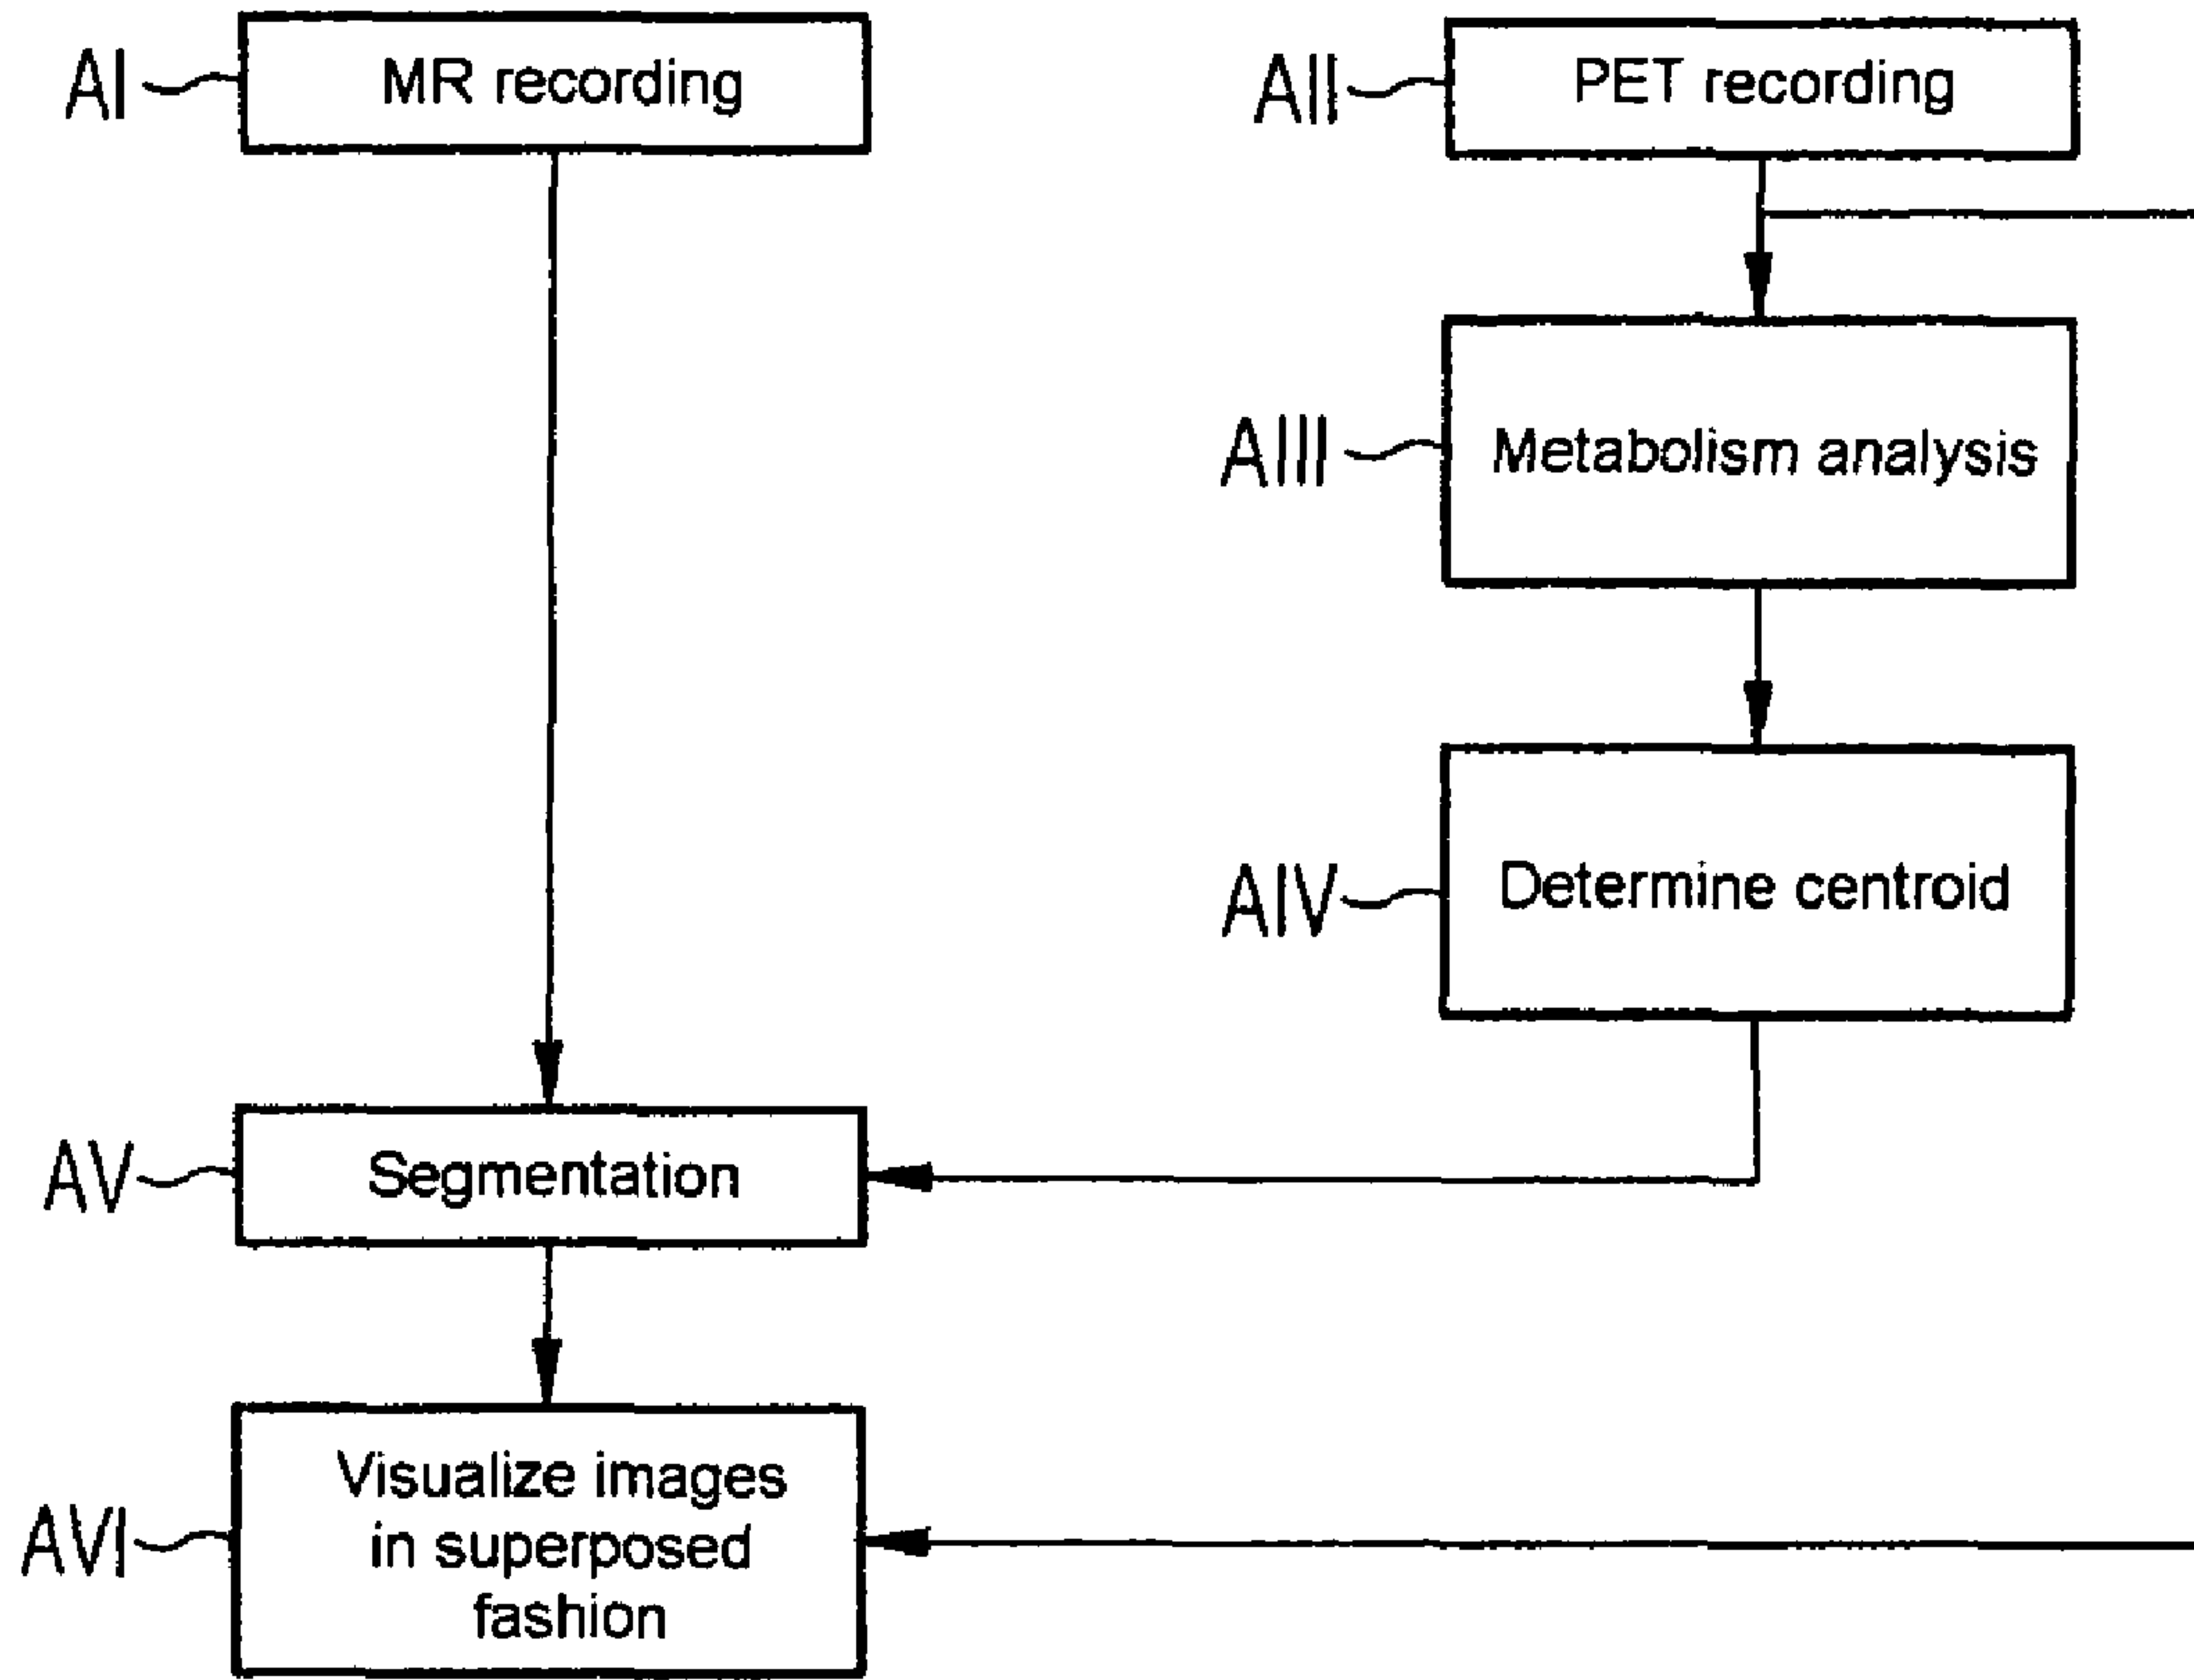 AI
MR recording
AII
PET recording
AIII
Metabolism analysis
AIV
Determine centroid
AV
Segmentation
AVI
Visualize images
in superposed
fashion